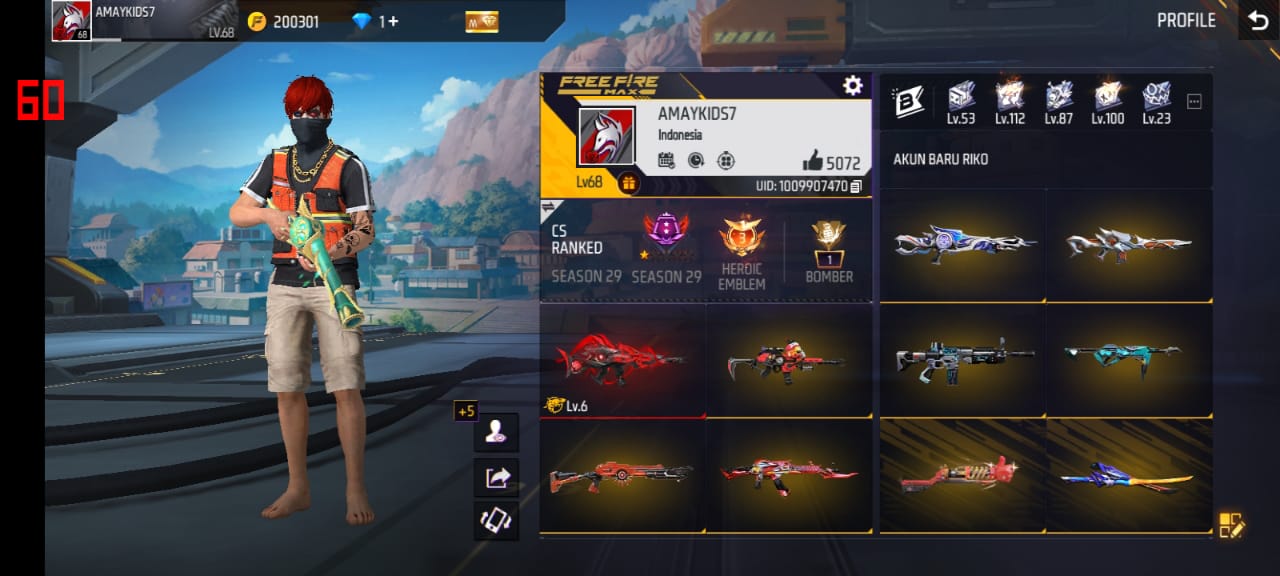 AMAYKIDS7
68
LV.68
200301
1+
PROFILE
60
FREE FIRE
MAX
AMAYKIDS7
Indonesia
5072
Lv68
UID: 1009907470
CS
RANKED
SEASON 29
SEASON 29
3
HEROIC
EMBLEM
1
BOMBER
Lv.6
+5
B
Lv.53
Lv.112
Lv.87
Lv.100
Lv.23
AKUN BARU RIKO